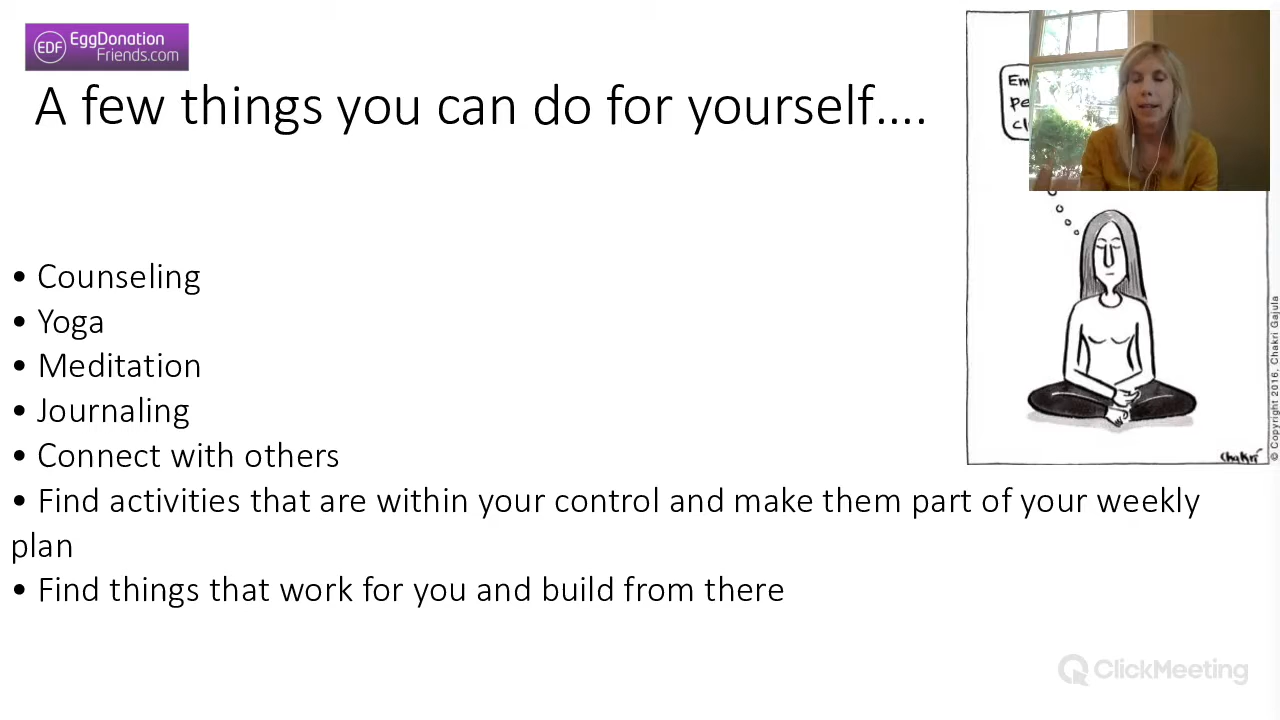 EDF EggDonation
Friends.com
A few things you can do for yourself....
• Counseling
• Yoga
• Meditation
• Journaling
• Connect with others
• Find activities that are within your control and make them part of your weekly
plan
• Find things that work for you and build from there
© Copyright 2016, Chakri Gajula
Chakri
ClickMeeting